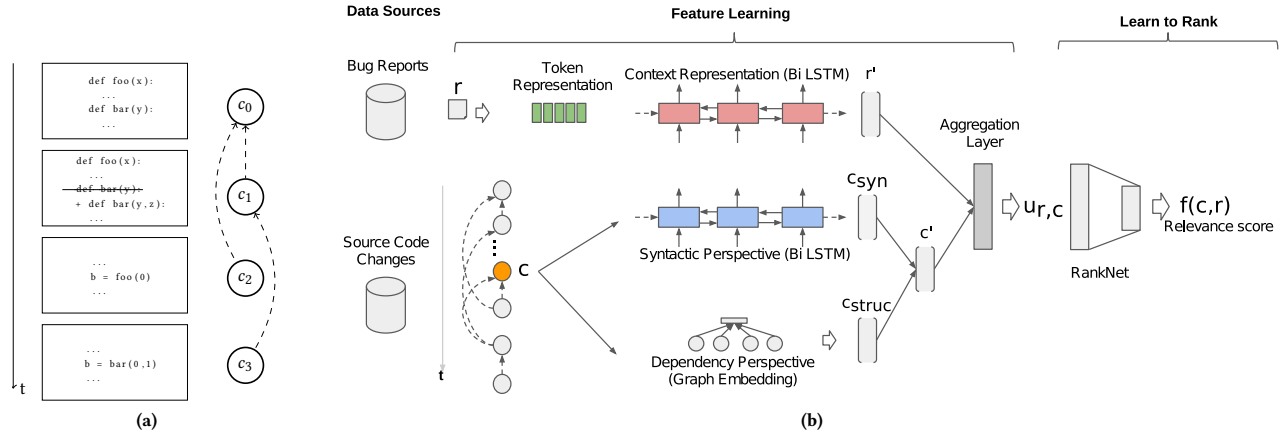 def foo(x):
...
def bar(y):
...
def foo(x):
...
def bar(y):
+ def bar(y,z):
...
...
b = foo(0)
...
...
b = bar(0,1)
...
t
c0
c1
c2
c3
(a)
Data Sources
Feature Learning
Learn to Rank
Bug Reports
r
Token
Representation
Context Representation (Bi LSTM)
r'
Aggregation
Layer
Source Code
Changes
c
t
Syntactic Perspective (Bi LSTM)
csyn
c'
Dependency Perspective
(Graph Embedding)
cstruc
ur,c
RankNet
f(c,r)
Relevance score
(b)